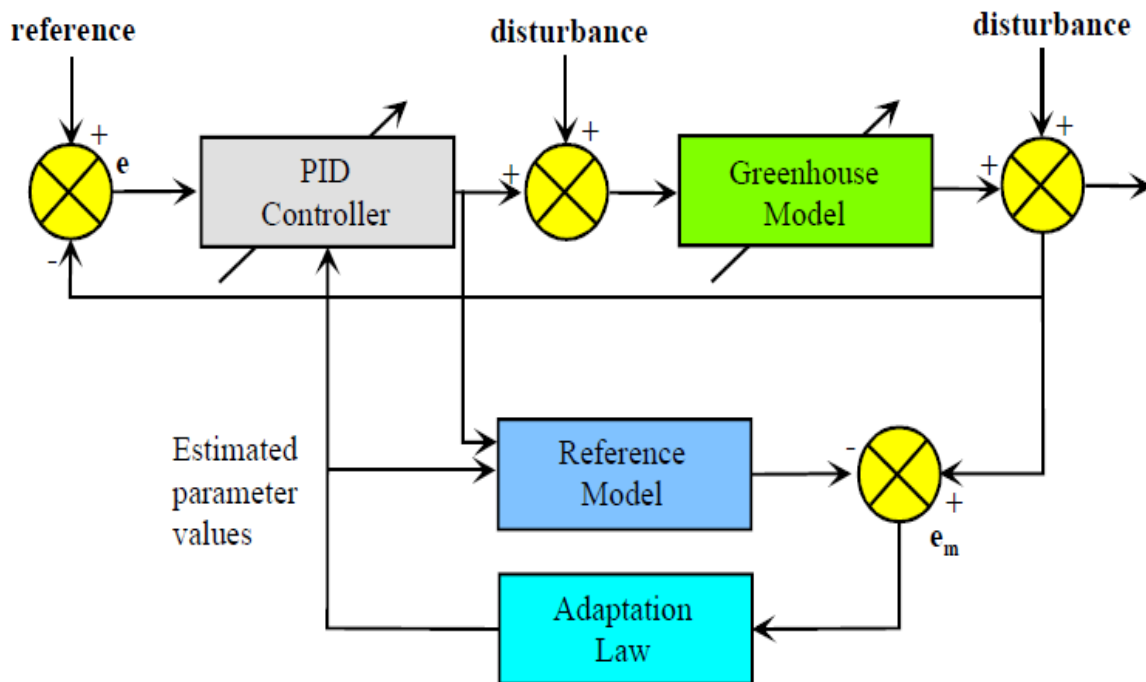 reference
disturbance
disturbance
+
e
-
PID
Controller
+
+
Greenhouse
Model
+
+
Estimated
parameter
values
Reference
Model
-
+
e_m
Adaptation
Law